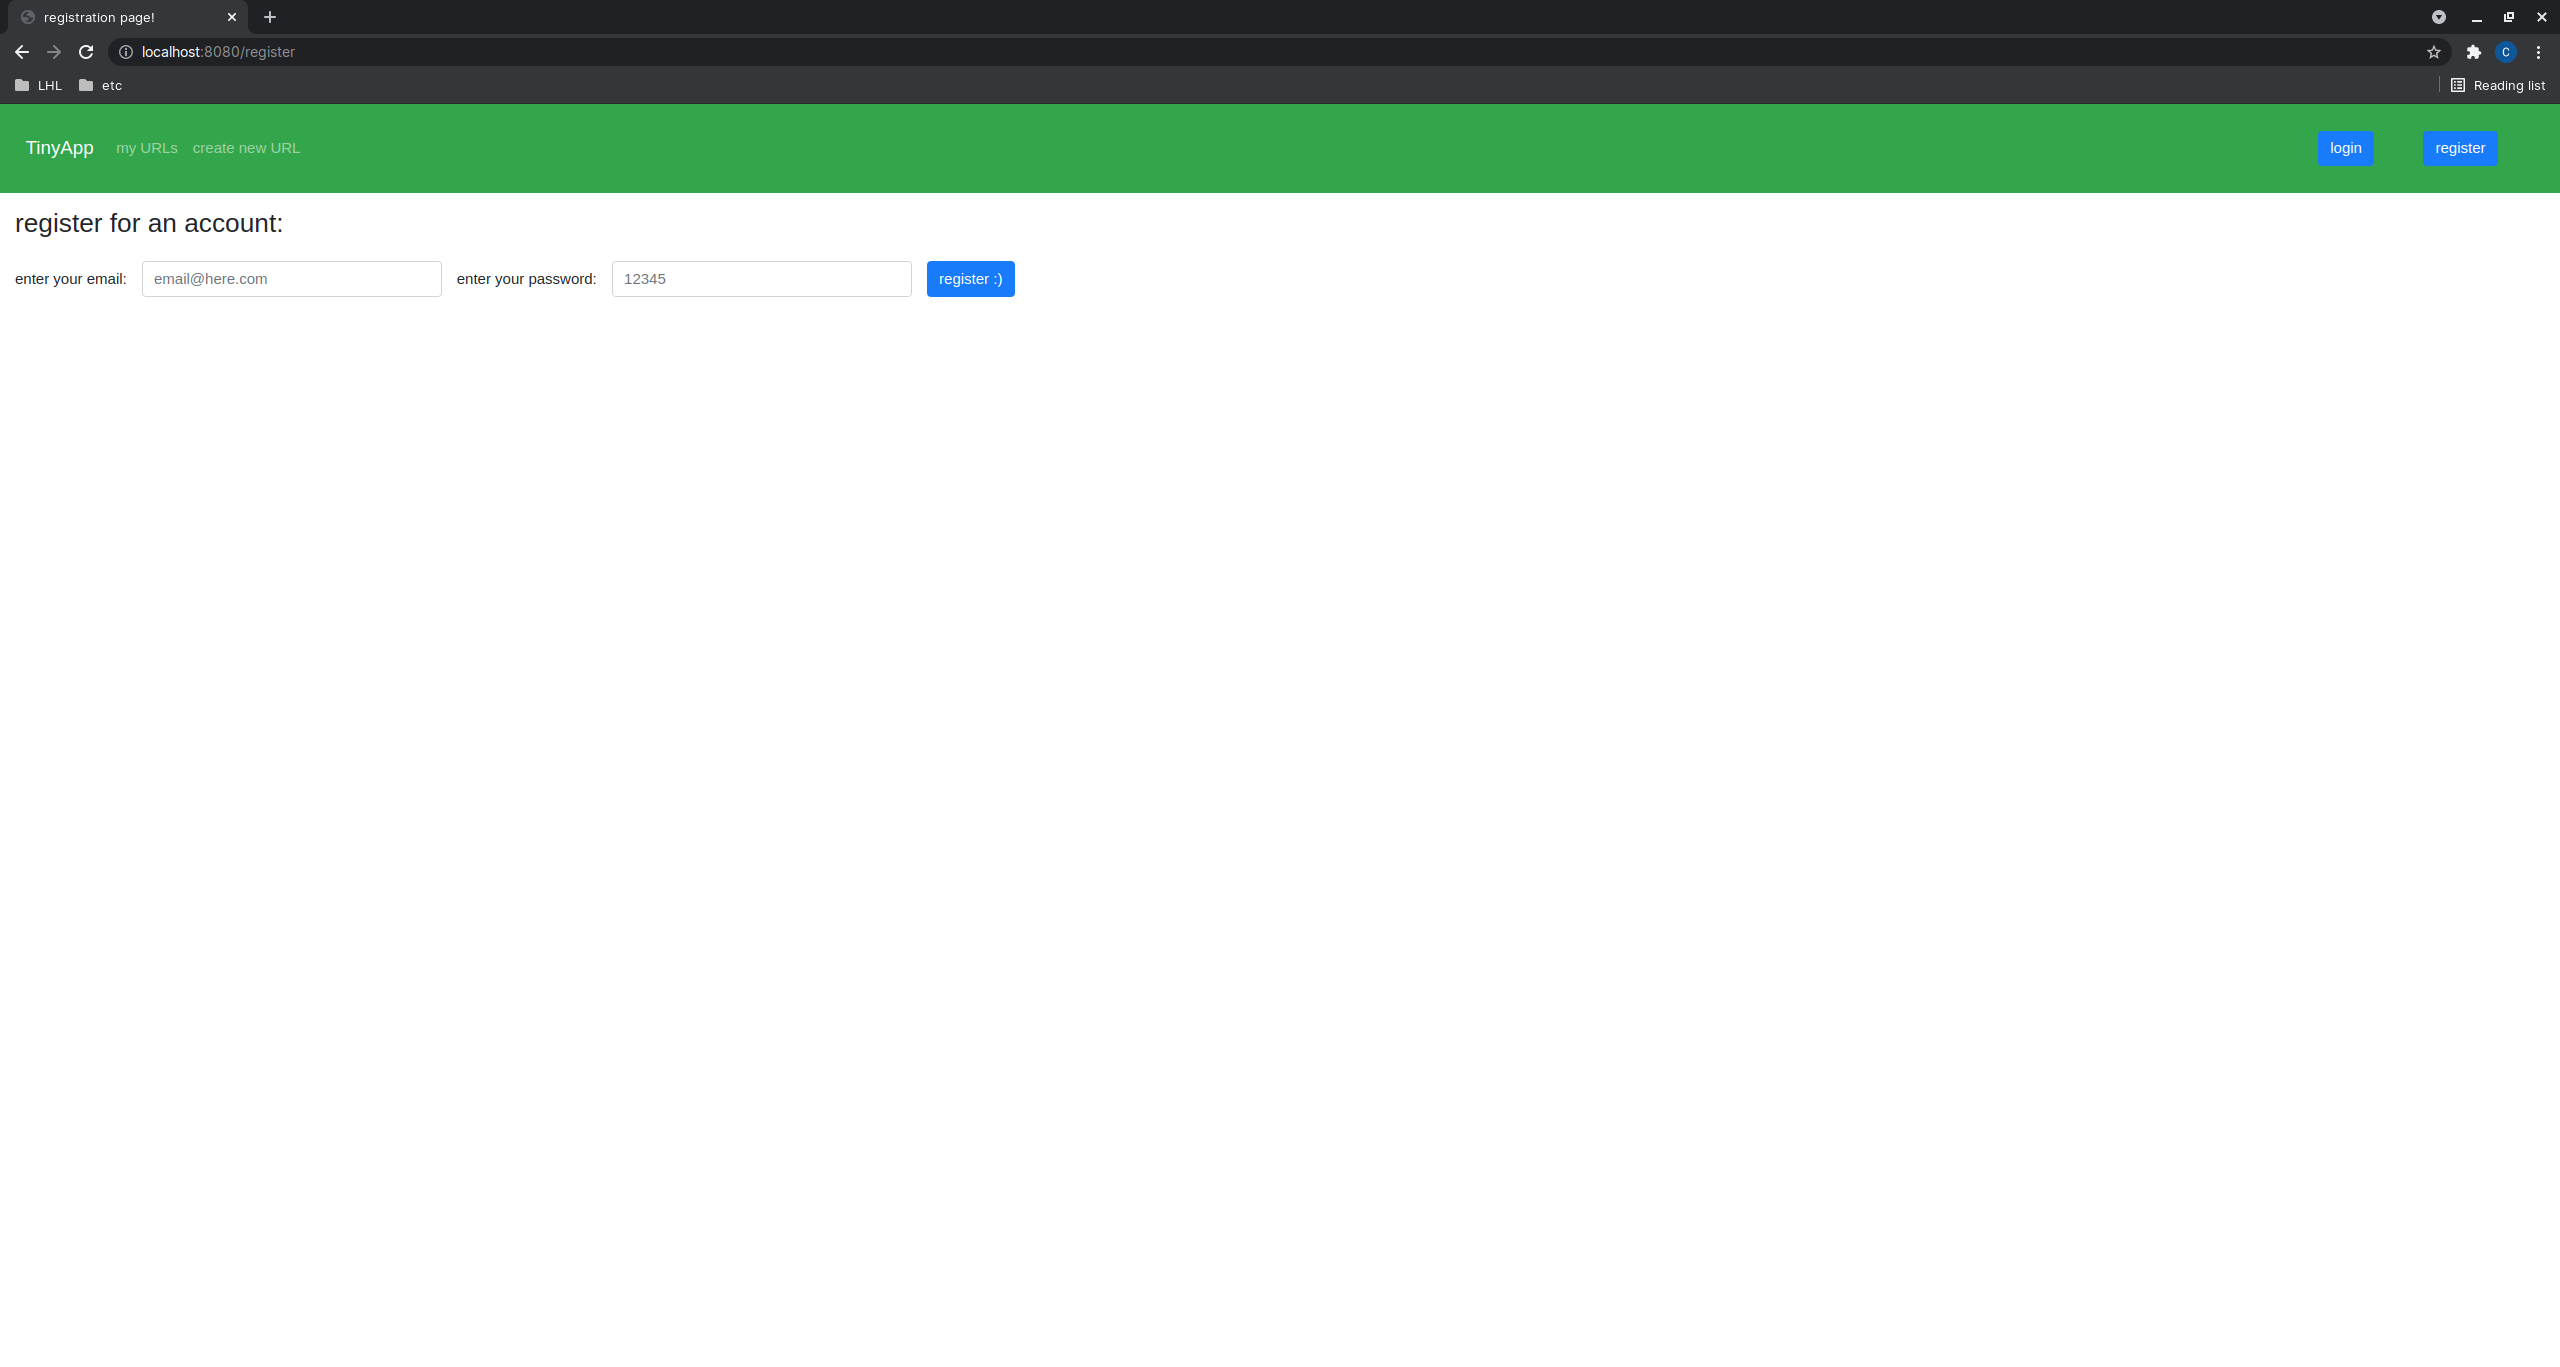 registration page!
localhost:8080/register
C
LHL etc Reading list
TinyApp my URLs create new URL login register
register for an account:
enter your email: email@here.com enter your password: 12345 register :)